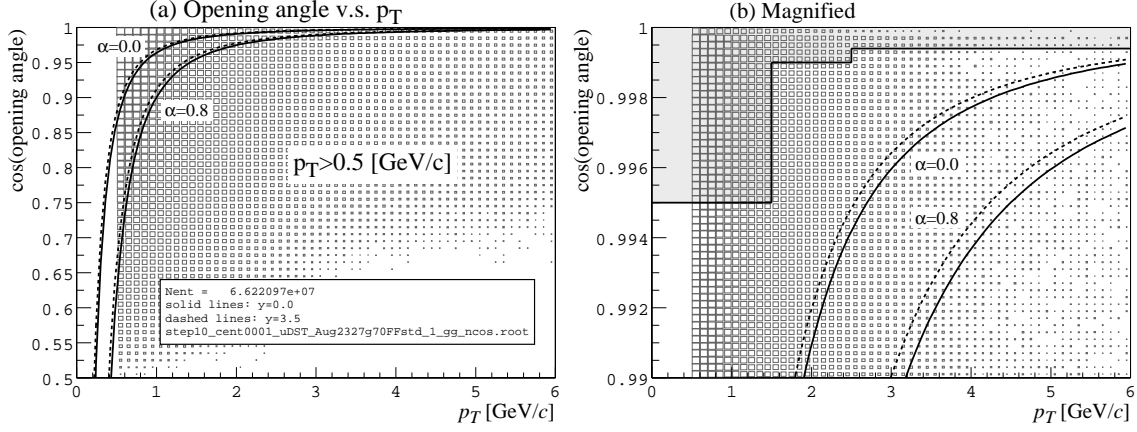 (a) Opening angle v.s. pT
cos(opening angle)
1
0.95
0.9
0.85
0.8
0.75
0.7
0.65
0.6
0.55
0.5
α=0.0
α=0.8
pT>0.5 [GeV/c]
Nent = 6.622097e+07
solid lines: y=0.0
dashed lines: y=3.5
step10_cent0001_uDST_Aug2327g70FFstd_1_gg_ncos.root
0 1 2 3 4 5 6
pT [GeV/c]
(b) Magnified
cos(opening angle)
1
0.998
0.996
0.994
0.992
0.99
α=0.0
α=0.8
0 1 2 3 4 5 6
pT [GeV/c]